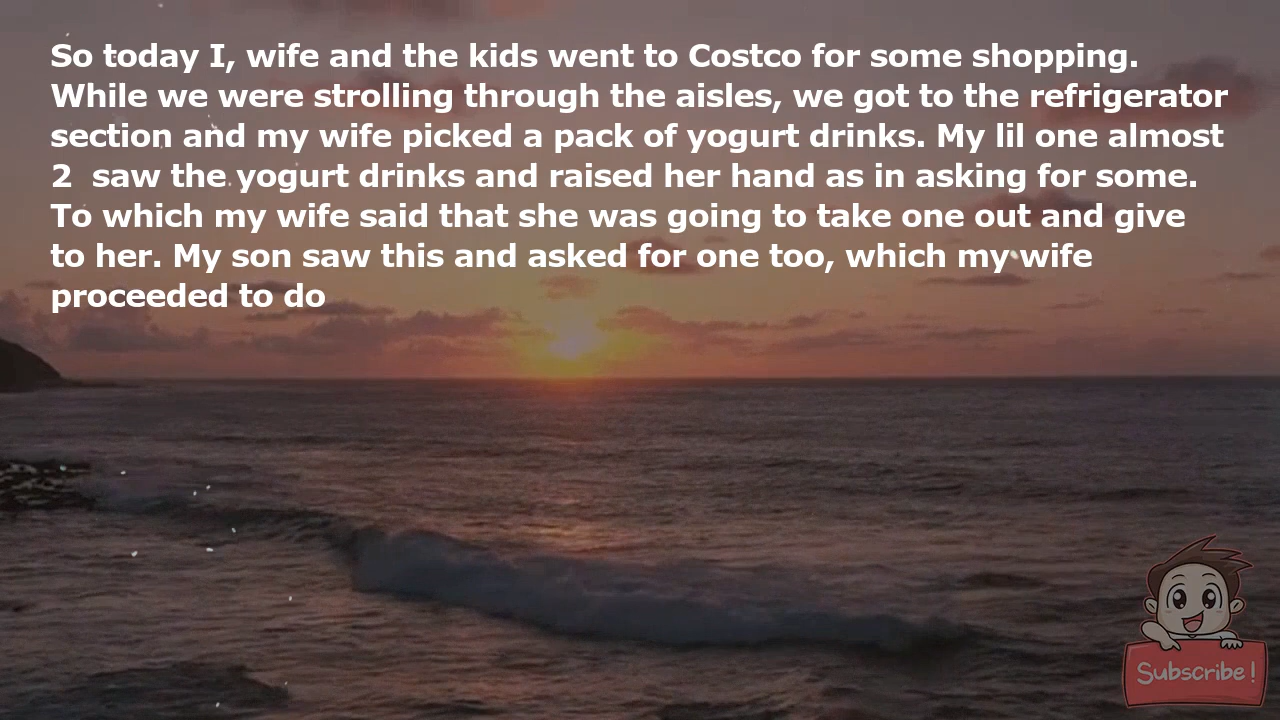 So today I, wife and the kids went to Costco for some shopping.
While we were strolling through the aisles, we got to the refrigerator
section and my wife picked a pack of yogurt drinks. My lil one almost
2  saw the yogurt drinks and raised her hand as in asking for some.
To which my wife said that she was going to take one out and give
to her. My son saw this and asked for one too, which my wife
proceeded to do
Subscribe!